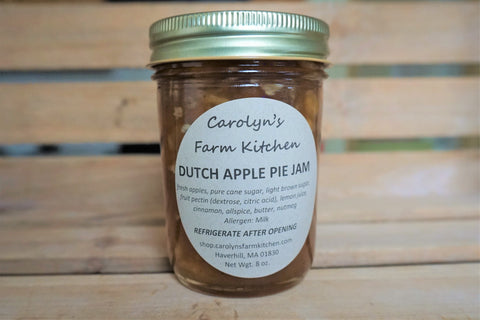 Carolyn's
Farm Kitchen
DUTCH APPLE PIE JAM
fresh apples, pure cane sugar, light brown sugar,
fruit pectin (dextrose, citric acid), lemon juice,
cinnamon, allspice, butter, nutmeg
Allergen: Milk
REFRIGERATE AFTER OPENING
shop.carolynsfarmkitchen.com
Haverhill, MA 01830
Net Wgt. 8 oz.